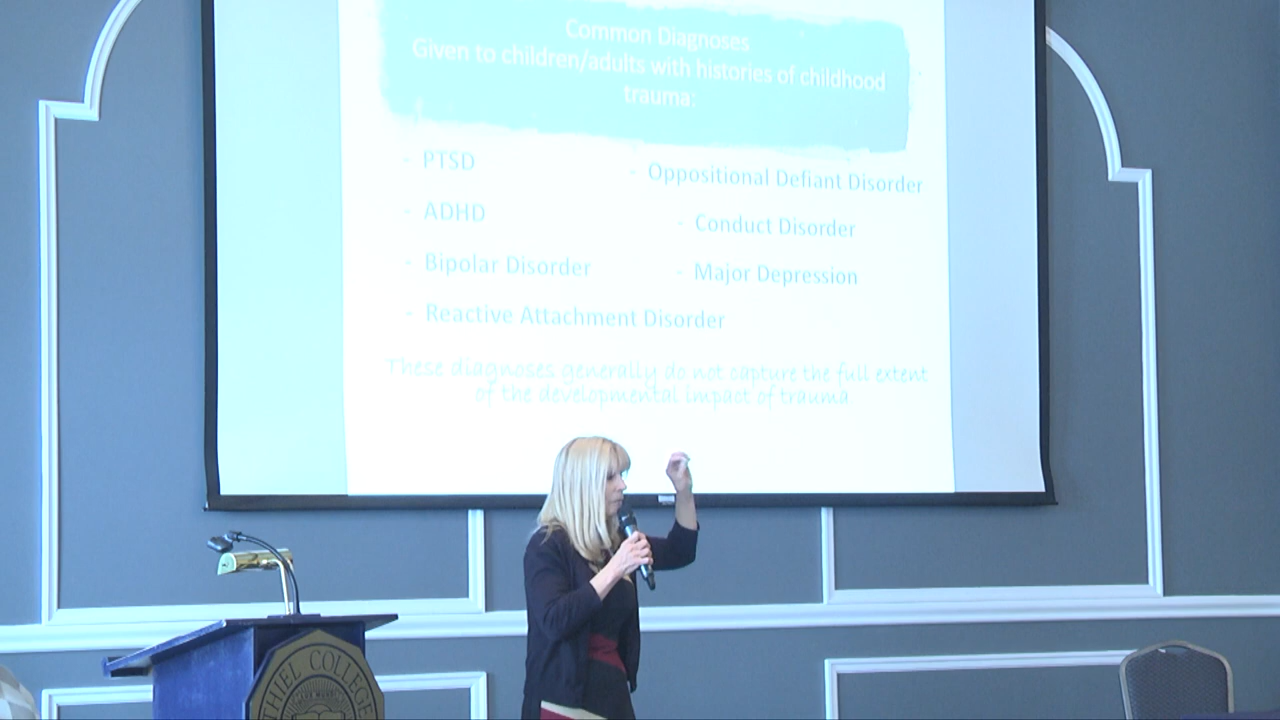 Common Diagnoses
Given to children/adults with histories of childhood
trauma:
- PTSD
- Oppositional Defiant Disorder
- ADHD
- Conduct Disorder
- Bipolar Disorder
- Major Depression
- Reactive Attachment Disorder
These diagnoses generally do not capture the full extent
of the developmental impact of trauma
THIEL COLLEGE